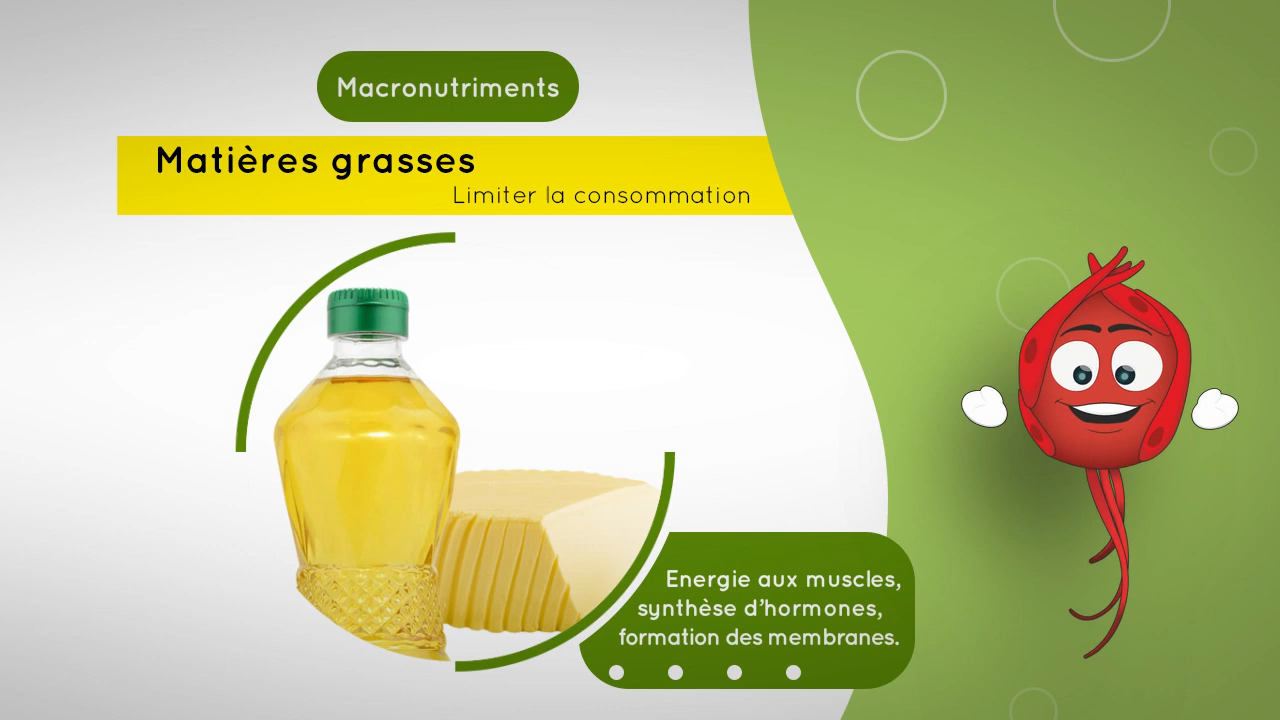 Macronutriments
Matières grasses
Limiter la consommation
Energie aux muscles,
synthèse d’hormones,
formation des membranes.